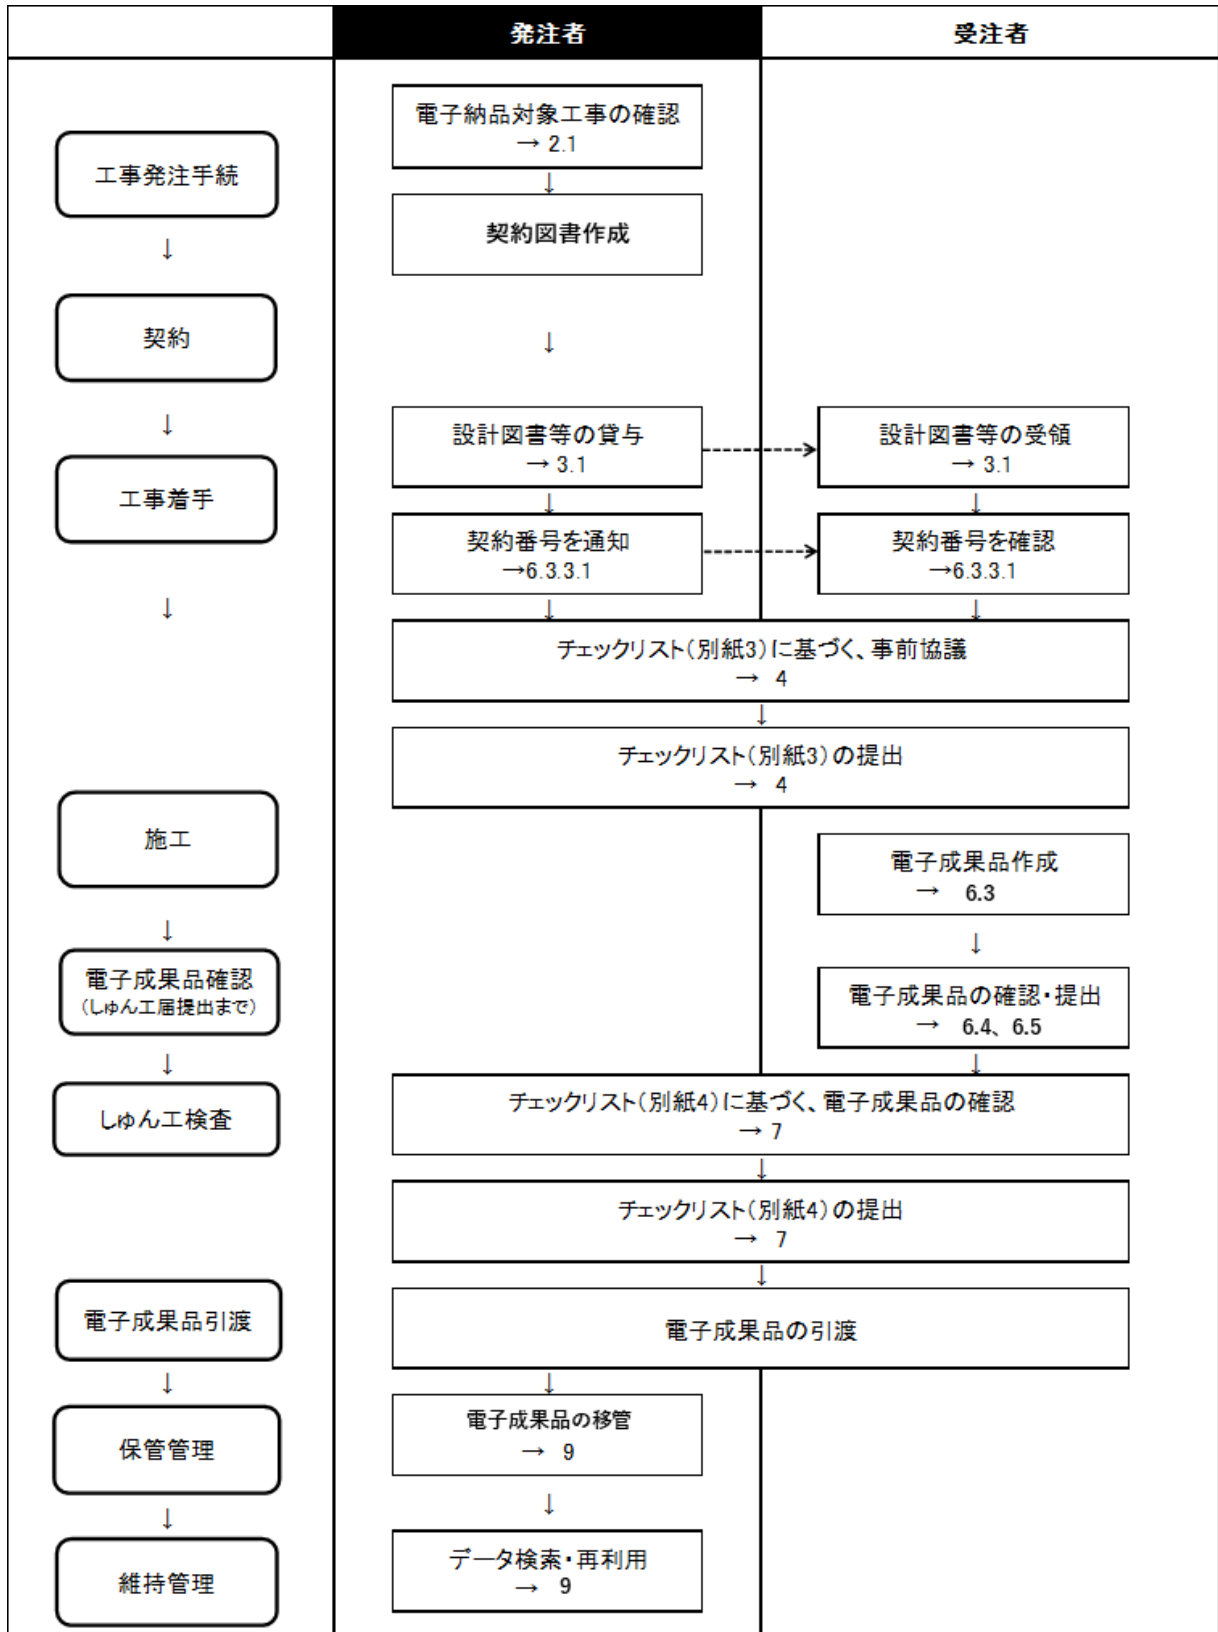 発注者
受注者
電子納品対象工事の確認
→ 2.1
工事発注手続
↓
契約図書作成
↓
契約
↓
↓
設計図書等の貸与
→ 3.1
設計図書等の受領
→ 3.1
工事着手
↓
↓
契約番号を通知
→6.3.3.1
契約番号を確認
→6.3.3.1
↓
↓
↓
チェックリスト(別紙3)に基づく、事前協議
→ 4
↓
チェックリスト(別紙3)の提出
→ 4
施工
電子成果品作成
→ 6.3
↓
↓
電子成果品確認
(しゅん工届提出まで)
電子成果品の確認・提出
→ 6.4、6.5
↓
↓
しゅん工検査
チェックリスト(別紙4)に基づく、電子成果品の確認
→ 7
↓
チェックリスト(別紙4)の提出
→ 7
↓
電子成果品引渡
電子成果品の引渡
↓
↓
保管管理
電子成果品の移管
→ 9
↓
↓
維持管理
データ検索・再利用
→ 9